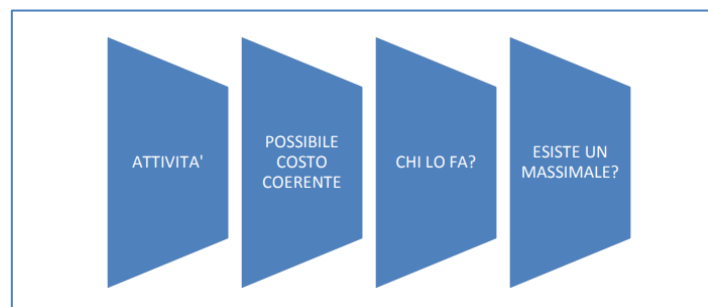 ATTIVITA'
POSSIBILE
COSTO
COERENTE
CHI LO FA?
ESISTE UN
MASSIMALE?